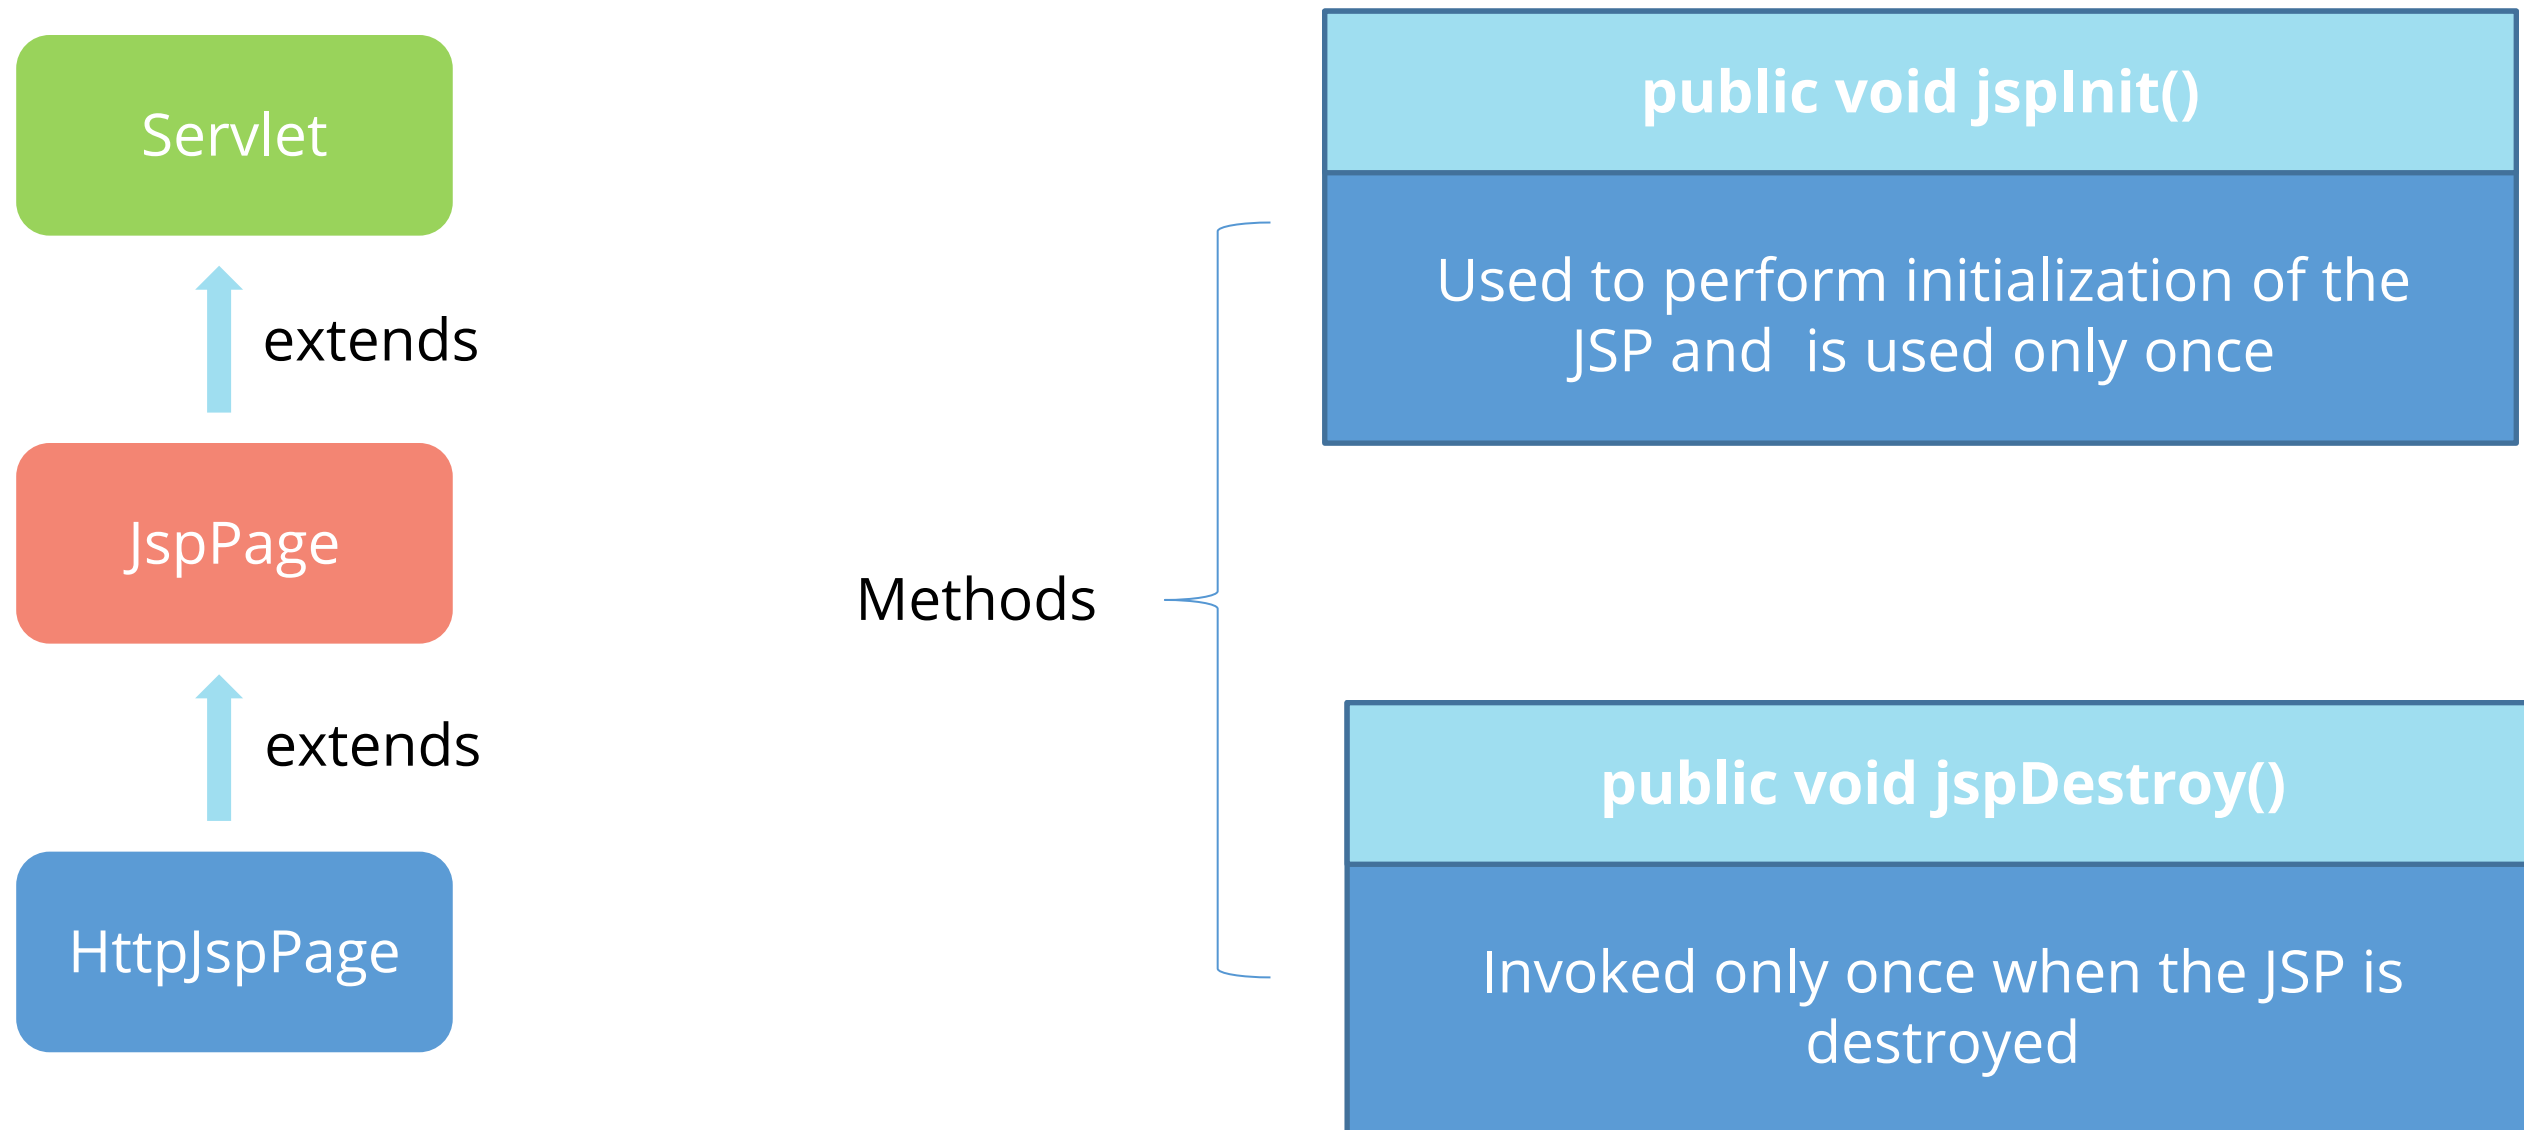 Servlet
extends
JspPage
extends
HttpJspPage
Methods
public void jspInit()
Used to perform initialization of the
JSP and  is used only once
public void jspDestroy()
Invoked only once when the JSP is
destroyed